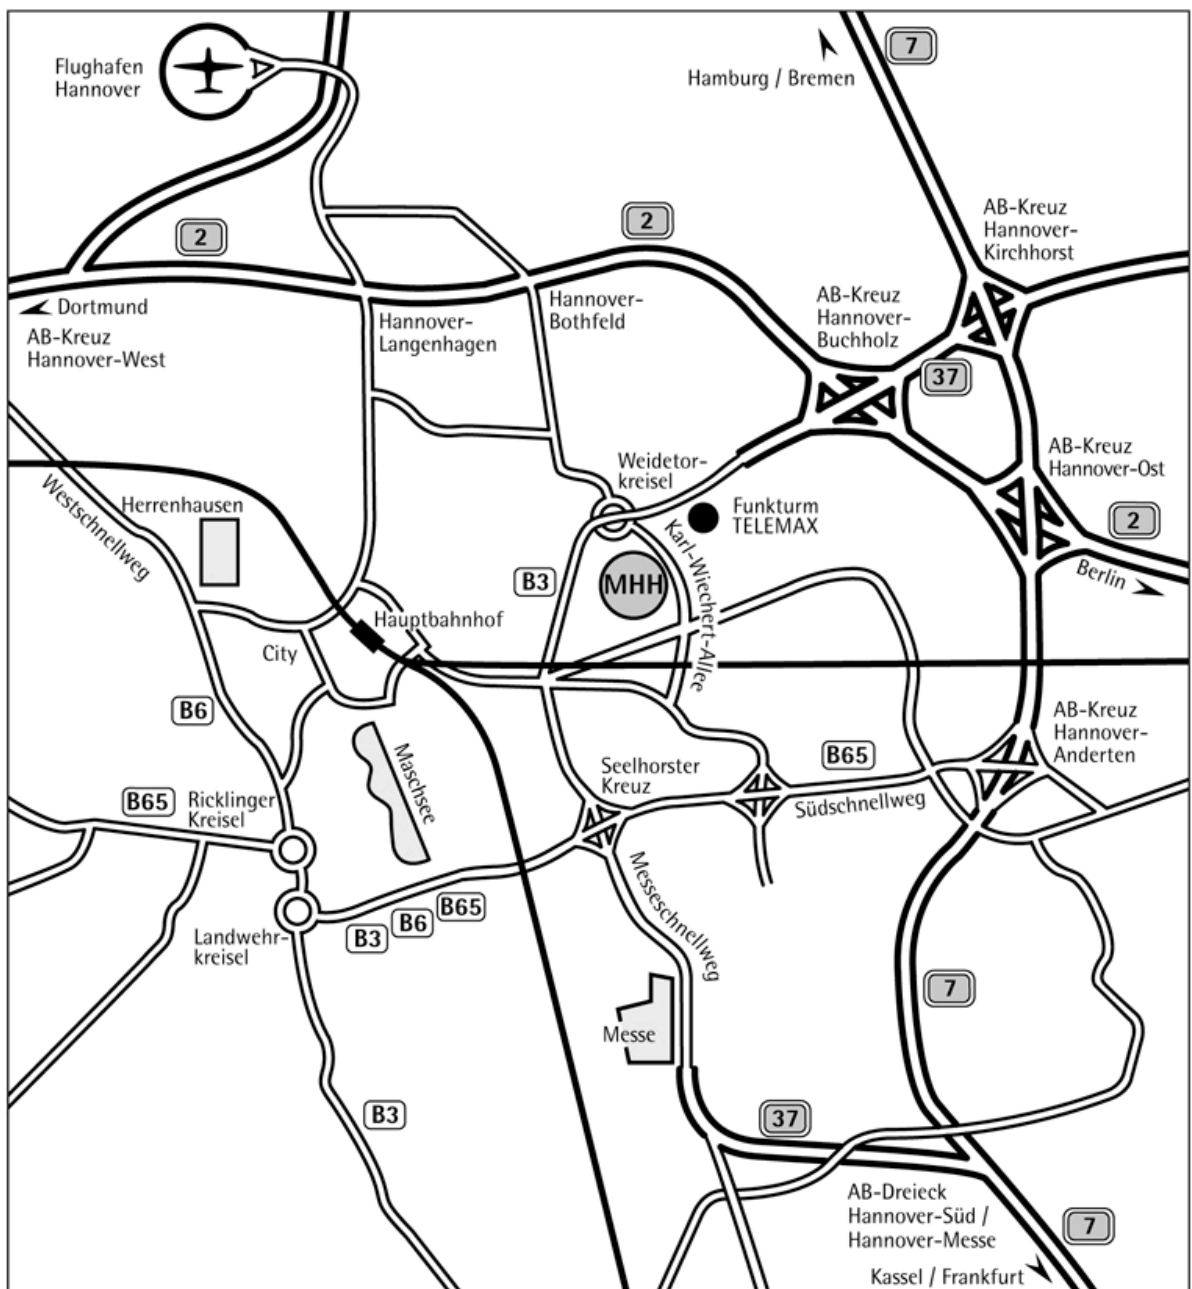 Flughafen
Hannover
7
Hamburg / Bremen
2
2
AB-Kreuz
Hannover-
Kirchhorst
Dortmund
AB-Kreuz
Hannover-West
Hannover-
Langenhagen
Hannover-
Bothfeld
AB-Kreuz
Hannover-
Buchholz
37
Weidetor-
kreisel
AB-Kreuz
Hannover-Ost
Westschnellweg
Herrenhausen
Funkturm
TELEMAX
2
Berlin
Karl-Wiechert-Allee
B3
MHH
Hauptbahnhof
City
B6
Maschsee
AB-Kreuz
Hannover-
Anderten
B65
Seelhorster
Kreuz
Südschnellweg
B65
Ricklinger
Kreisel
Messeschnellweg
B3
B6
B65
Landwehr-
kreisel
7
Messe
B3
37
AB-Dreieck
Hannover-Süd /
Hannover-Messe
7
Kassel / Frankfurt